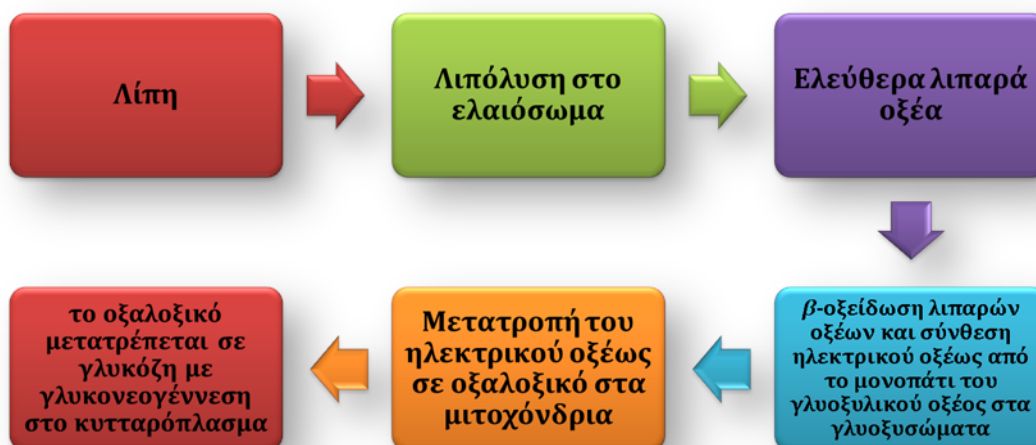 Λίπη
Λιπόλυση στο
ελαιόσωμα
Ελεύθερα λιπαρά
οξέα
β-οξείδωση λιπαρών
οξέων και σύνθεση
ηλεκτρικού οξέως από
το μονοπάτι του
γλυοξυλικού οξέος στα
γλυοξυσώματα
Μετατροπή του
ηλεκτρικού οξέως
σε οξαλοξικό στα
μιτοχόνδρια
το οξαλοξικό
μετατρέπεται σε
γλυκόζη με
γλυκονεογέννεση
στο κυτταρόπλασμα